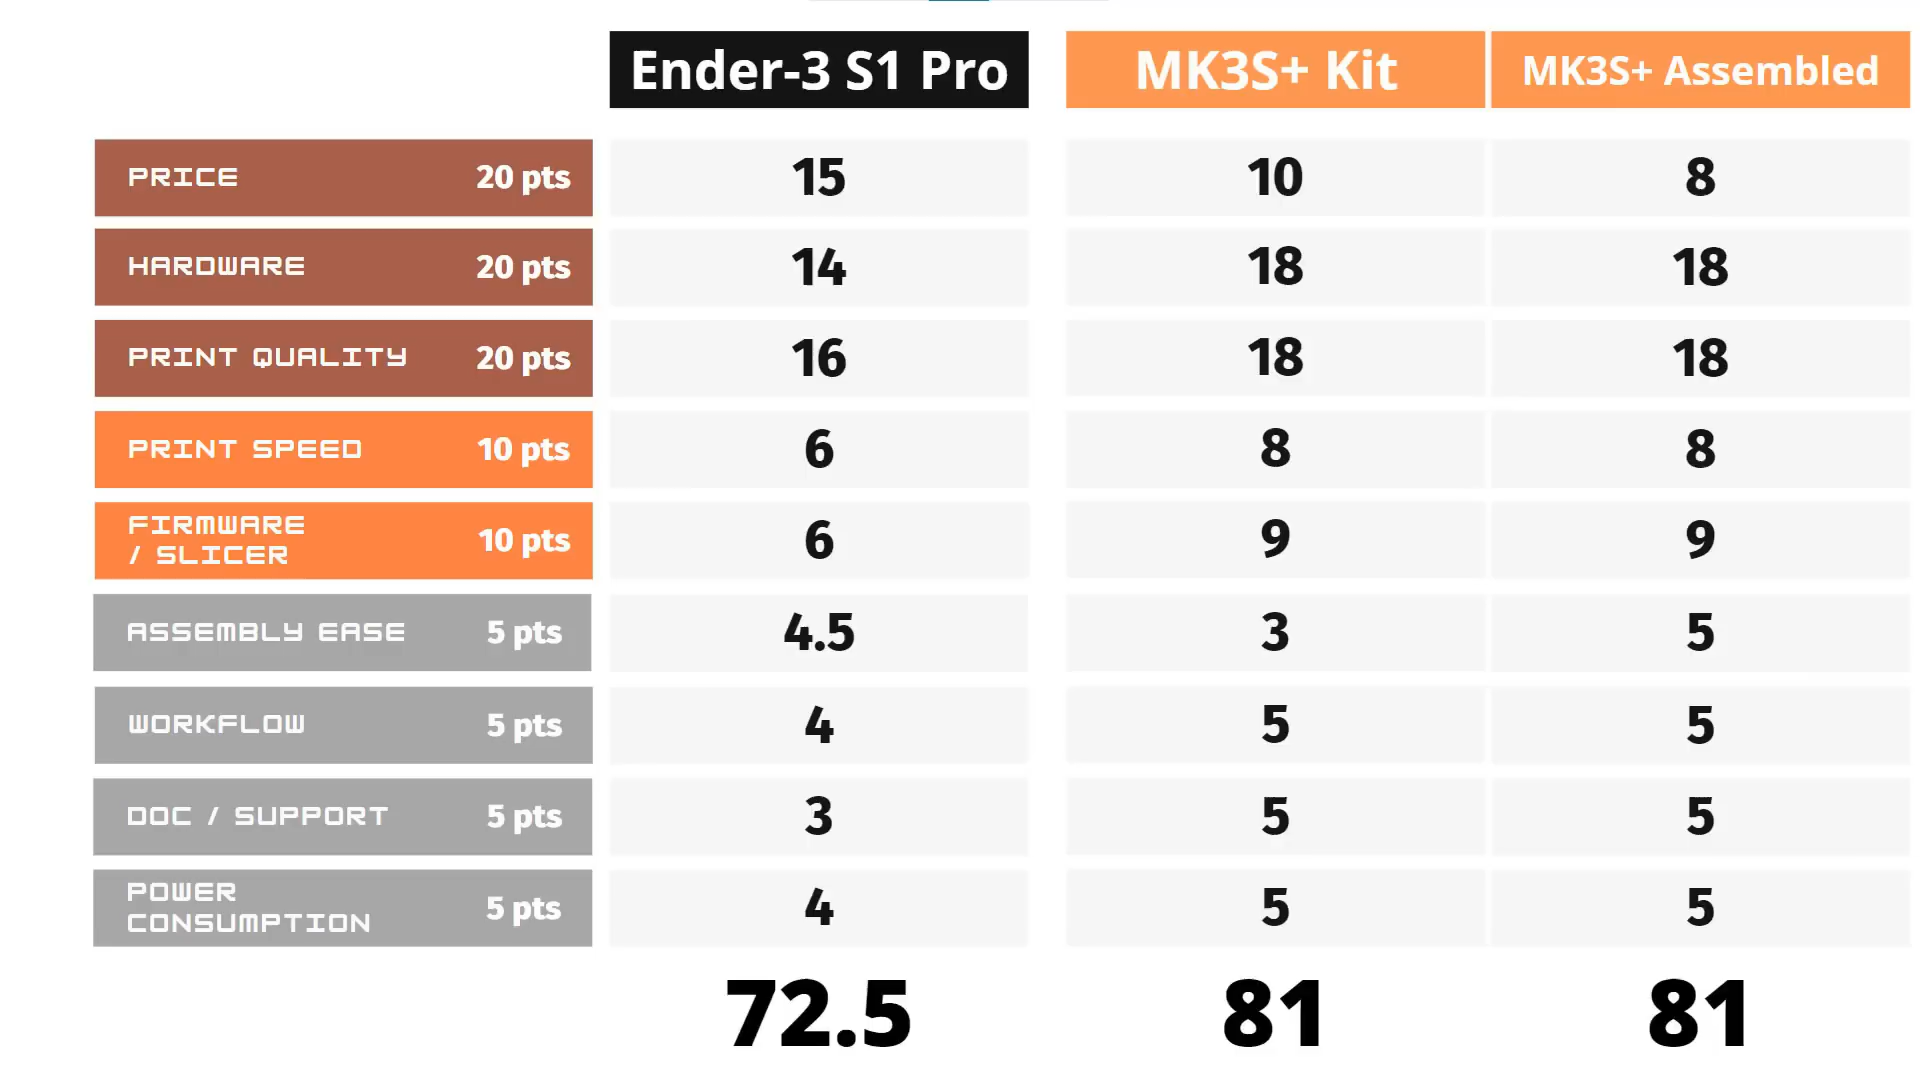 Ender-3 S1 Pro MK3S+ Kit MK3S+ Assembled
PRICE 20 pts 15 10 8
HARDWARE 20 pts 14 18 18
PRINT QUALITY 20 pts 16 18 18
PRINT SPEED 10 pts 6 8 8
FIRMWARE
/ SLICER 10 pts 6 9 9
ASSEMBLY EASE 5 pts 4.5 3 5
WORKFLOW 5 pts 4 5 5
DOC / SUPPORT 5 pts 3 5 5
POWER
CONSUMPTION 5 pts 4 5 5
72.5 81 81